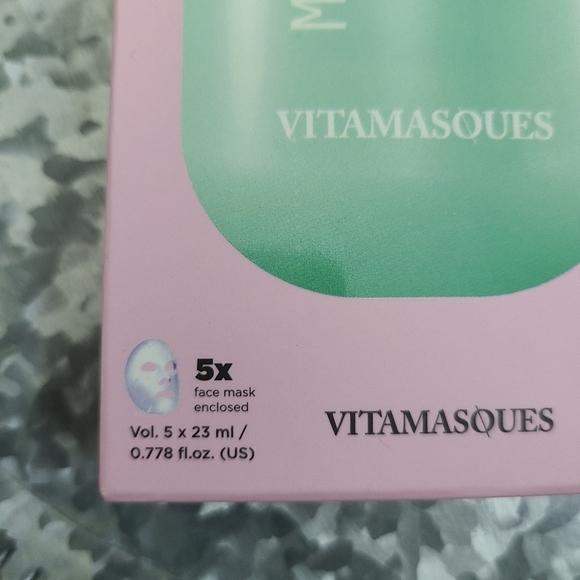 VITAMASQUES
5x
face mask
enclosed
Vol. 5 x 23 ml /
0.778 fl.oz. (US)
VITAMASQUES